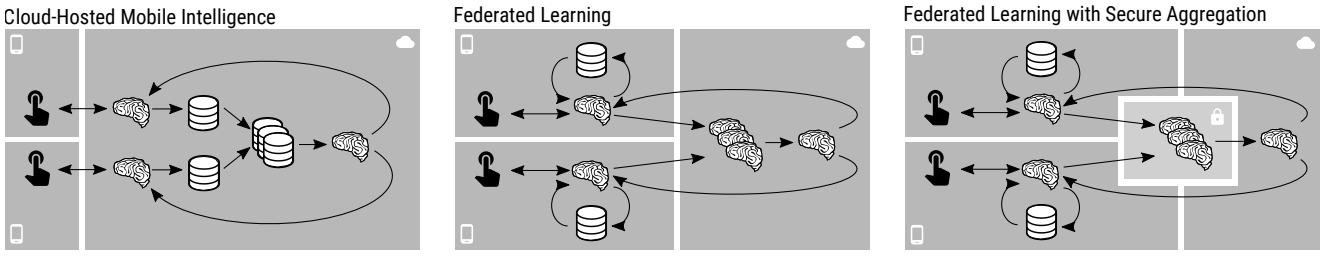 Cloud-Hosted Mobile Intelligence
Federated Learning
Federated Learning with Secure Aggregation